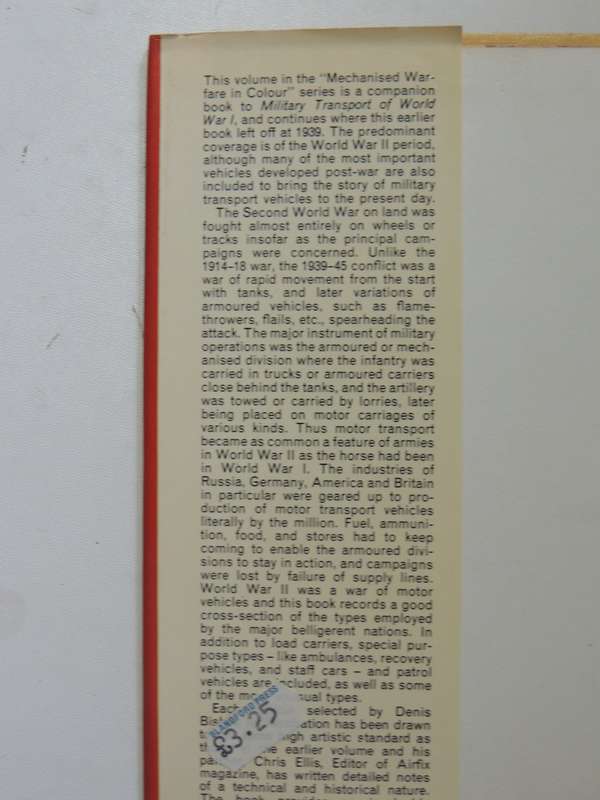 This volume in the "Mechanised War-
fare in Colour" series is a companion
book to Military Transport of World
War I, and continues where this earlier
book left off at 1939. The predominant
coverage is of the World War II period,
although many of the most important
vehicles developed post-war are also
included to bring the story of military
transport vehicles to the present day.
The Second World War on land was
fought almost entirely on wheels or
tracks insofar as the principal cam-
paigns were concerned. Unlike the
1914–18 war, the 1939–45 conflict was a
war of rapid movement from the start
with tanks, and later variations of
armoured vehicles, such as flame-
throwers, flails, etc., spearheading the
attack. The major instrument of military
operations was the armoured or mech-
anised division where the infantry was
carried in trucks or armoured carriers
close behind the tanks, and the artillery
was towed or carried by lorries, later
being placed on motor carriages of
various kinds. Thus motor transport
became as common a feature of armies
in World War II as the horse had been
in World War I. The industries of
Russia, Germany, America and Britain
in particular were geared up to pro-
duction of motor transport vehicles
literally by the million. Fuel, ammuni-
tion, food, and stores had to keep
coming to enable the armoured divi-
sions to stay in action, and campaigns
were lost by failure of supply lines.
World War II was a war of motor
vehicles and this book records a good
cross-section of the types employed
by the major belligerent nations. In
addition to load carriers, special pur-
pose types – like ambulances, recovery
vehicles, and staff cars – and patrol
vehicles are included, as well as some
of the
types.
Each selected by Denis
has been drawn
artistic standard as
earlier volume and his
Chris Ellis, Editor of Airfix
magazine, has written detailed notes
of a technical and historical nature.
The book
BLANDFORD PRESS
£3.25